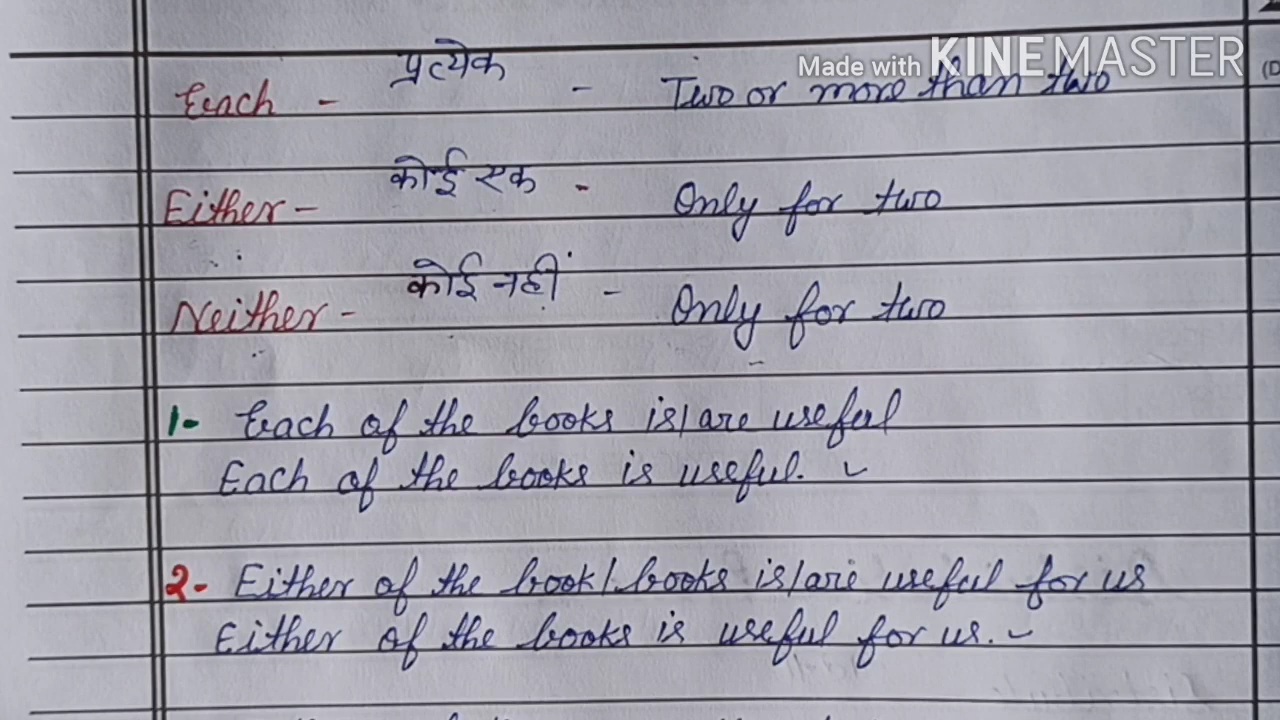 Made with KINEMASTER
(D
Each - प्रत्येक - Two or more than two
Either - कोई एक - Only for two
Neither - कोई नहीं - Only for two
1- Each of the books is/are useful
Each of the books is useful. ✓
2- Either of the book/books is/are useful for us
Either of the books is useful for us. ✓